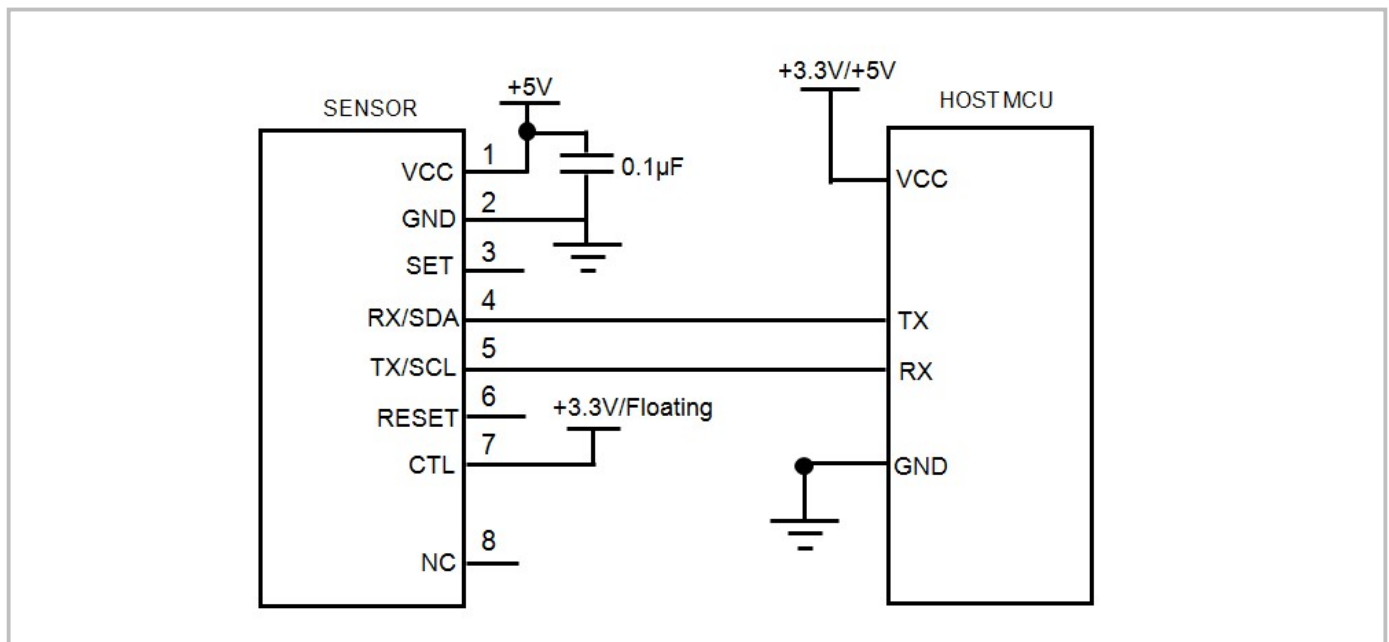 +5V
+3.3V/+5V
SENSOR
HOST MCU
VCC 1
0.1µF
VCC
GND 2
SET 3
RX/SDA 4
TX
TX/SCL 5
RX
RESET 6
+3.3V/Floating
CTL 7
GND
NC 8